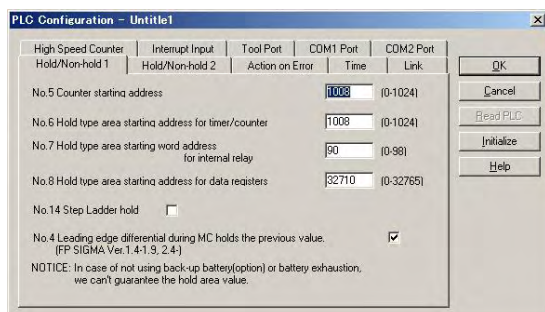 PLC Configuration - Untitle1
High Speed Counter Interrupt Input Tool Port COM1 Port COM2 Port
Hold/Non-hold 1 Hold/Non-hold 2 Action on Error Time Link
No.5 Counter starting address 1008 (0-1024)
No.6 Hold type area starting address for timer/counter 1008 (0-1024)
No.7 Hold type area starting word address for internal relay 90 (0-98)
No.8 Hold type area starting address for data registers 32710 (0-32765)
No.14 Step Ladder hold
No.4 Leading edge differential during MC holds the previous value.
(FP SIGMA Ver.1.4-1.9, 2.4-)
NOTICE: In case of not using back-up battery(option) or battery exhaustion,
we can't guarantee the hold area value.
OK
Cancel
Read PLC
Initialize
Help